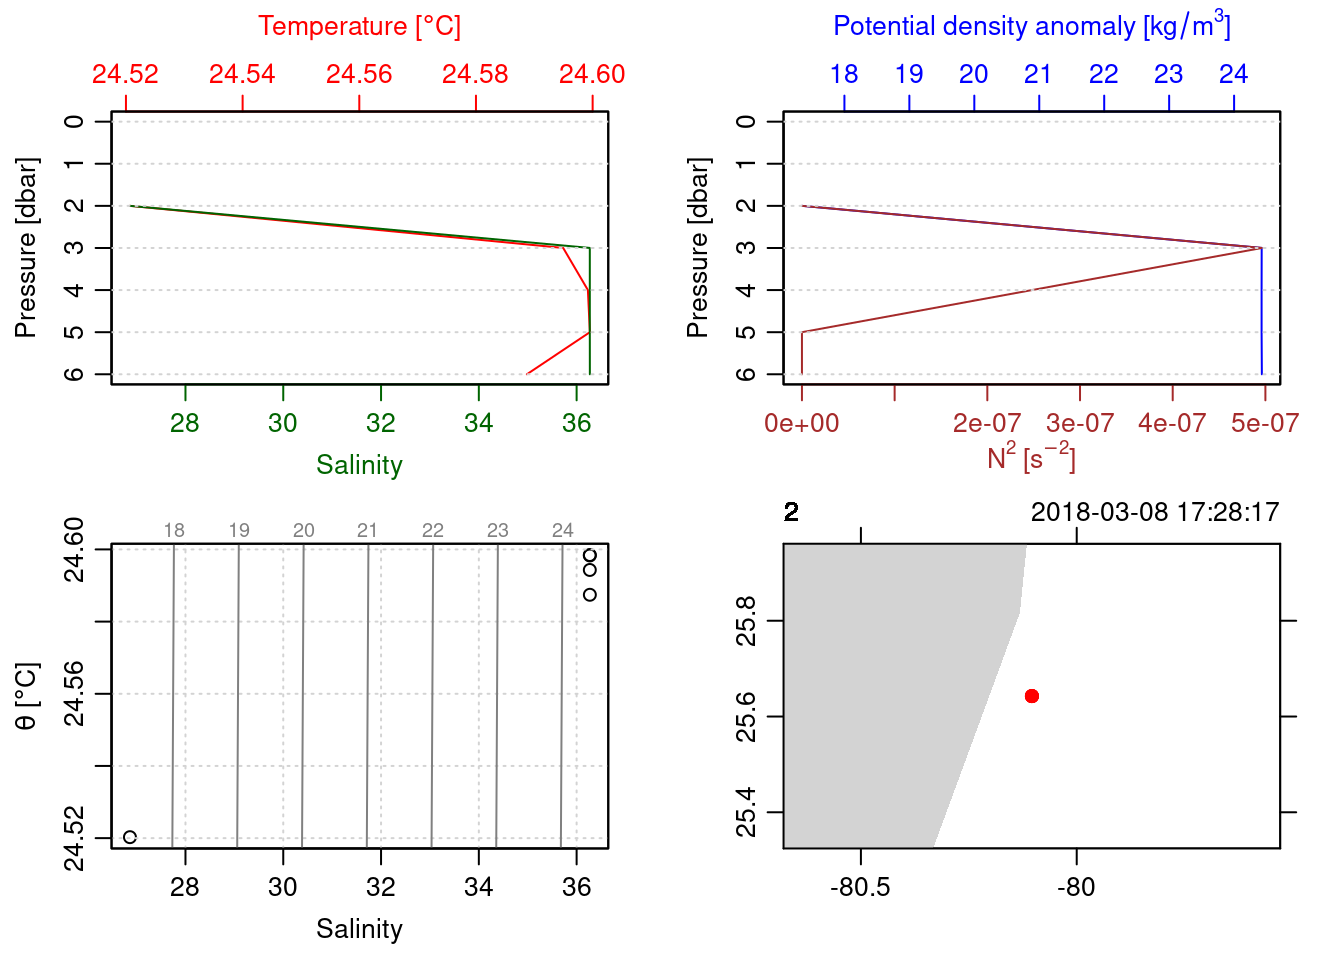 Temperature [°C]
24.52 24.54 24.56 24.58 24.60
Pressure [dbar]
0
1
2
3
4
5
6
28 30 32 34 36
Salinity
Potential density anomaly [kg/m³]
18 19 20 21 22 23 24
Pressure [dbar]
0
1
2
3
4
5
6
0e+00 2e-07 3e-07 4e-07 5e-07
N² [s⁻²]
18 19 20 21 22 23 24
θ [°C]
24.60
24.56
24.52
28 30 32 34 36
Salinity
2 2018-03-08 17:28:17
25.8
25.6
25.4
-80.5 -80